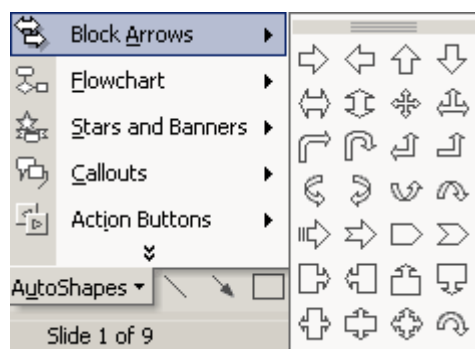 Block Arrows
Flowchart
Stars and Banners
Callouts
Action Buttons
AutoShapes
Slide 1 of 9